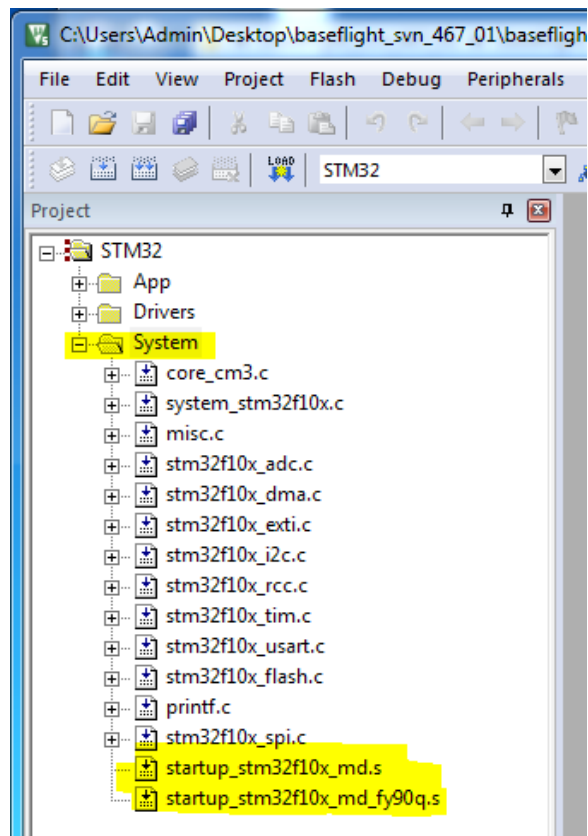 C:\Users\Admin\Desktop\baseflight_svn_467_01\basefligh
File Edit View Project Flash Debug Peripherals
LOAD STM32
Project
STM32
App
Drivers
System
core_cm3.c
system_stm32f10x.c
misc.c
stm32f10x_adc.c
stm32f10x_dma.c
stm32f10x_exti.c
stm32f10x_i2c.c
stm32f10x_rcc.c
stm32f10x_tim.c
stm32f10x_usart.c
stm32f10x_flash.c
printf.c
stm32f10x_spi.c
startup_stm32f10x_md.s
startup_stm32f10x_md_fy90q.s